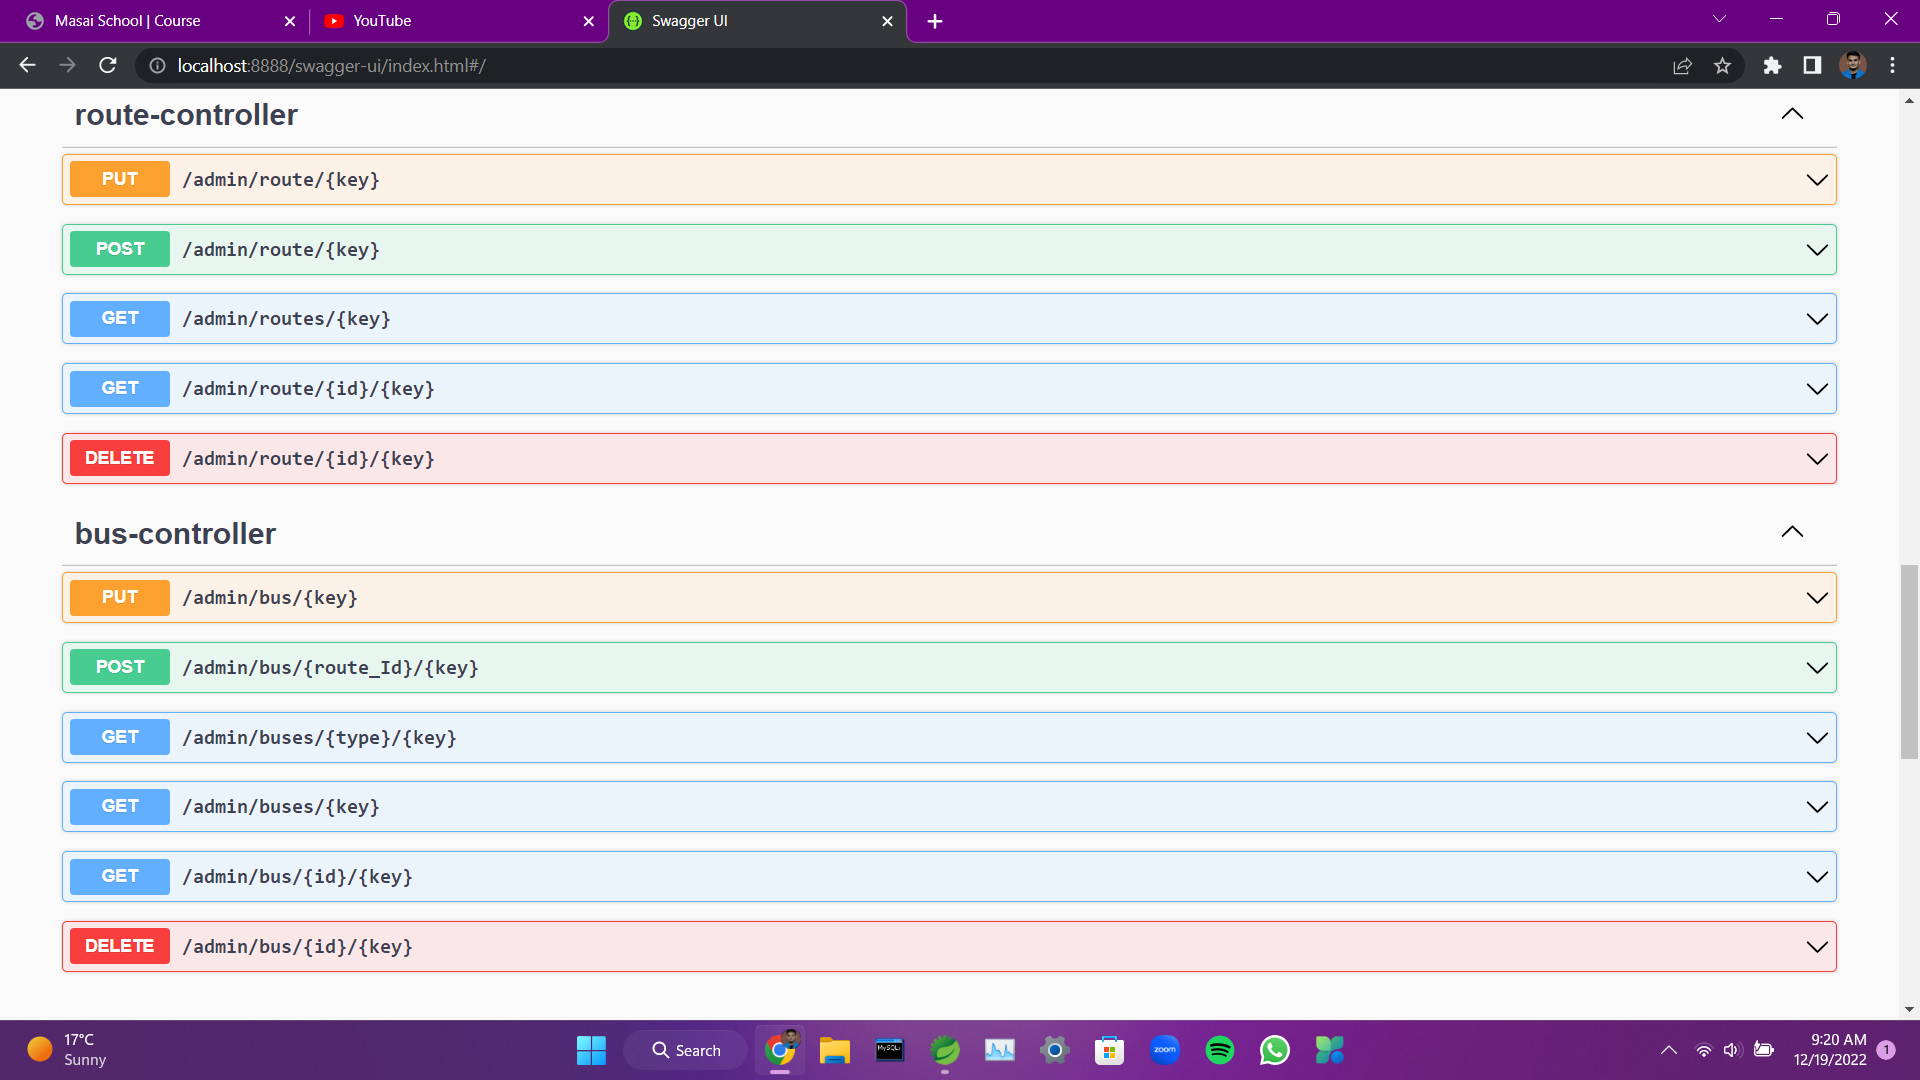 Masai School | Course
YouTube
Swagger UI
localhost:8888/swagger-ui/index.html#/
route-controller
PUT /admin/route/{key}
POST /admin/route/{key}
GET /admin/routes/{key}
GET /admin/route/{id}/{key}
DELETE /admin/route/{id}/{key}
bus-controller
PUT /admin/bus/{key}
POST /admin/bus/{route_Id}/{key}
GET /admin/buses/{type}/{key}
GET /admin/buses/{key}
GET /admin/bus/{id}/{key}
DELETE /admin/bus/{id}/{key}
17°C
Sunny
Search
MySQL
zoom
9:20 AM
12/19/2022
1